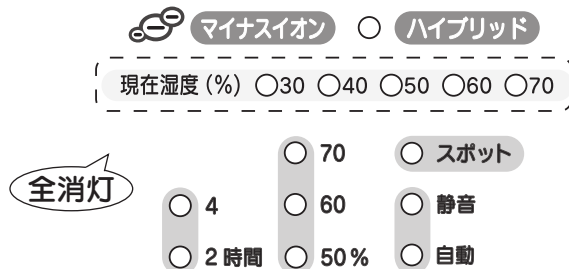 マイナスイオン ハイブリッド
現在湿度(%) 30 40 50 60 70
70 スポット
全消灯
4 60 静音
2時間 50% 自動